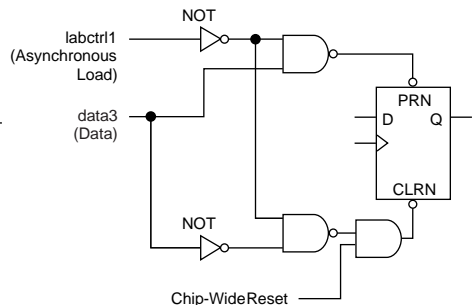 NOT
labctrl1
(Asynchronous
Load)
PRN
data3
(Data)
D Q
CLRN
NOT
Chip-WideReset